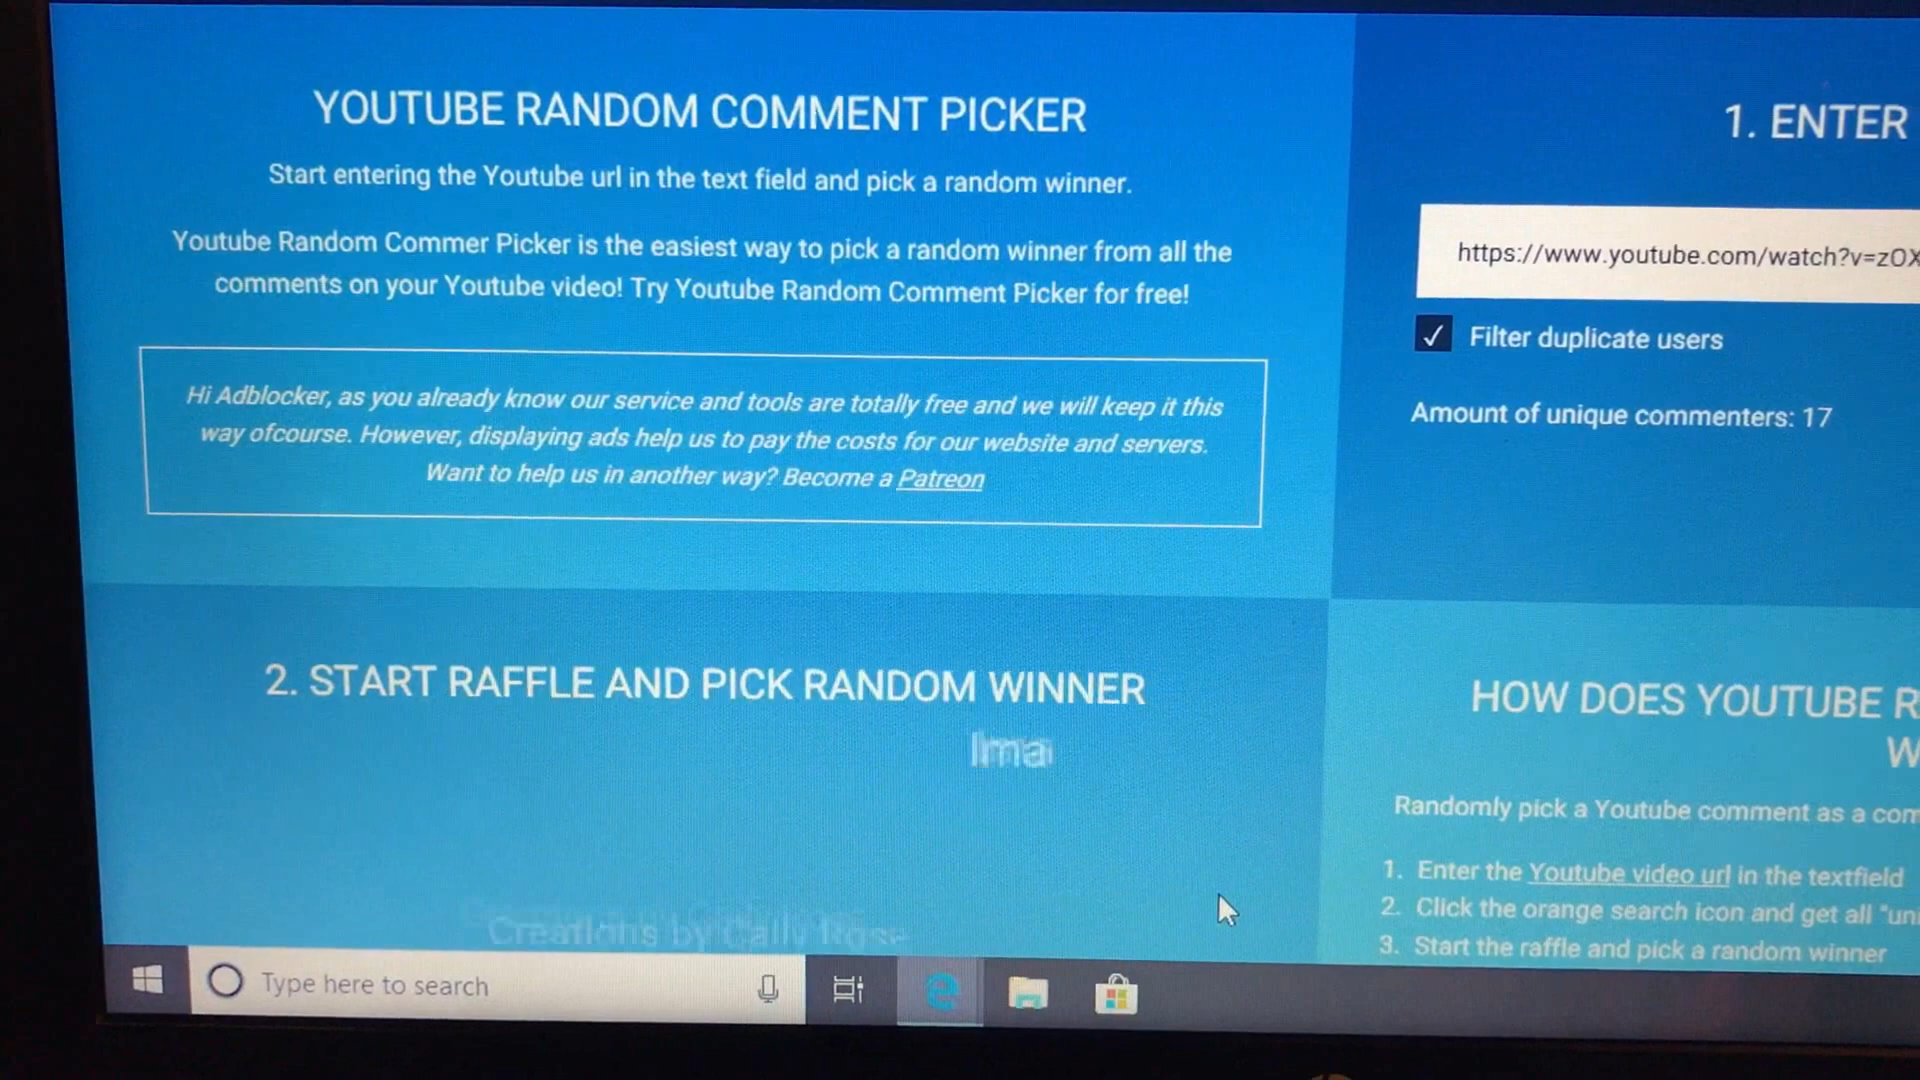 YOUTUBE RANDOM COMMENT PICKER
Start entering the Youtube url in the text field and pick a random winner.
Youtube Random Commer Picker is the easiest way to pick a random winner from all the
comments on your Youtube video! Try Youtube Random Comment Picker for free!
Hi Adblocker, as you already know our service and tools are totally free and we will keep it this
way ofcourse. However, displaying ads help us to pay the costs for our website and servers.
Want to help us in another way? Become a Patreon
1. ENTER
https://www.youtube.com/watch?v=zOX
Filter duplicate users
Amount of unique commenters: 17
2. START RAFFLE AND PICK RANDOM WINNER
Creations by Cally Rose
HOW DOES YOUTUBE R
W
Randomly pick a Youtube comment as a com
1. Enter the Youtube video url in the textfield
2. Click the orange search icon and get all "uni
3. Start the raffle and pick a random winner
Type here to search